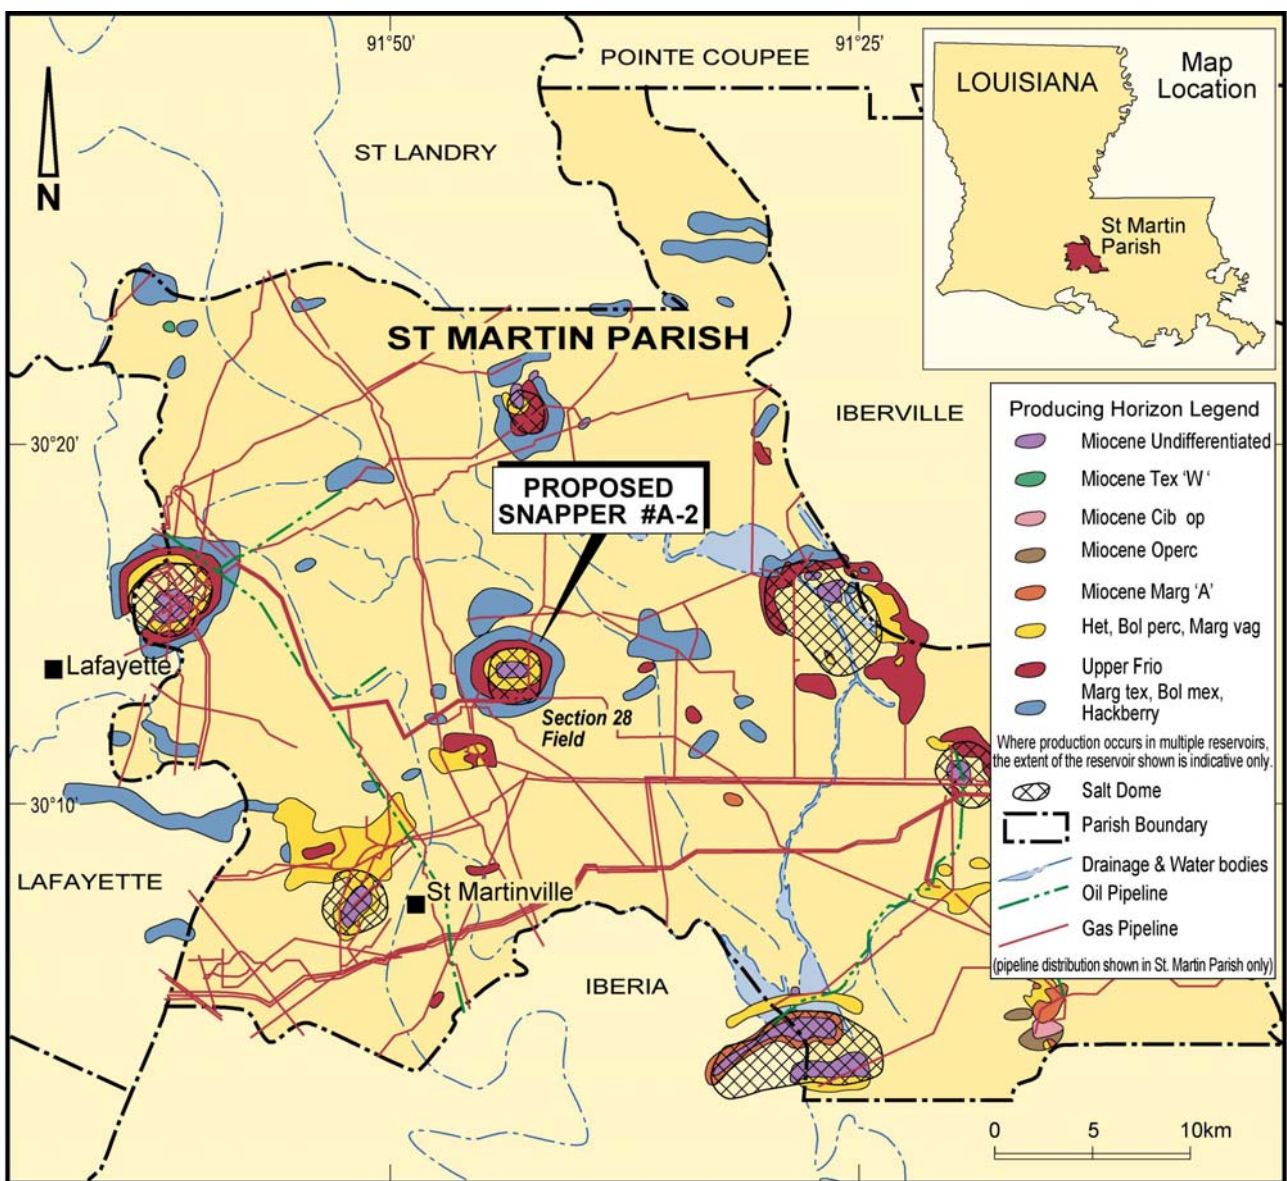 91°50'
91°25'
POINTE COUPEE
ST LANDRY
N
LOUISIANA
Map
Location
St Martin
Parish
ST MARTIN PARISH
IBERVILLE
30°20'
PROPOSED
SNAPPER #A-2
Lafayette
Section 28
Field
30°10'
LAFAYETTE
St Martinville
IBERIA
Producing Horizon Legend
Miocene Undifferentiated
Miocene Tex 'W '
Miocene Cib op
Miocene Operc
Miocene Marg 'A'
Het, Bol perc, Marg vag
Upper Frio
Marg tex, Bol mex,
Hackberry
Where production occurs in multiple reservoirs,
the extent of the reservoir shown is indicative only.
Salt Dome
Parish Boundary
Drainage & Water bodies
Oil Pipeline
Gas Pipeline
(pipeline distribution shown in St. Martin Parish only)
0 5 10km